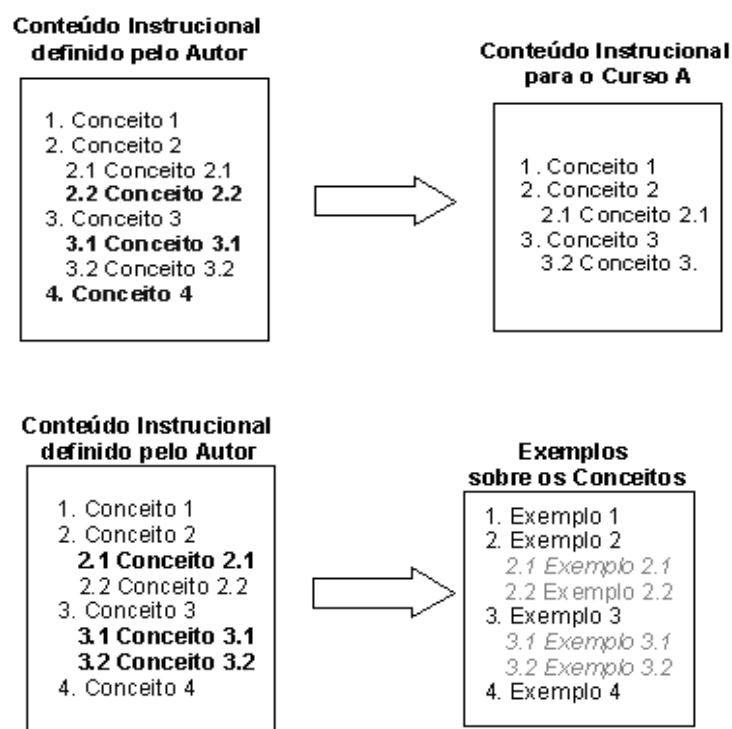 Conteúdo Instrucional
definido pelo Autor
1. Conceito 1
2. Conceito 2
2.1 Conceito 2.1
2.2 Conceito 2.2
3. Conceito 3
3.1 Conceito 3.1
3.2 Conceito 3.2
4. Conceito 4
Conteúdo Instrucional
para o Curso A
1. Conceito 1
2. Conceito 2
2.1 Conceito 2.1
3. Conceito 3
3.2 Conceito 3.
Conteúdo Instrucional
definido pelo Autor
1. Conceito 1
2. Conceito 2
2.1 Conceito 2.1
2.2 Conceito 2.2
3. Conceito 3
3.1 Conceito 3.1
3.2 Conceito 3.2
4. Conceito 4
Exemplos
sobre os Conceitos
1. Exemplo 1
2. Exemplo 2
2.1 Exemplo 2.1
2.2 Exemplo 2.2
3. Exemplo 3
3.1 Exemplo 3.1
3.2 Exemplo 3.2
4. Exemplo 4